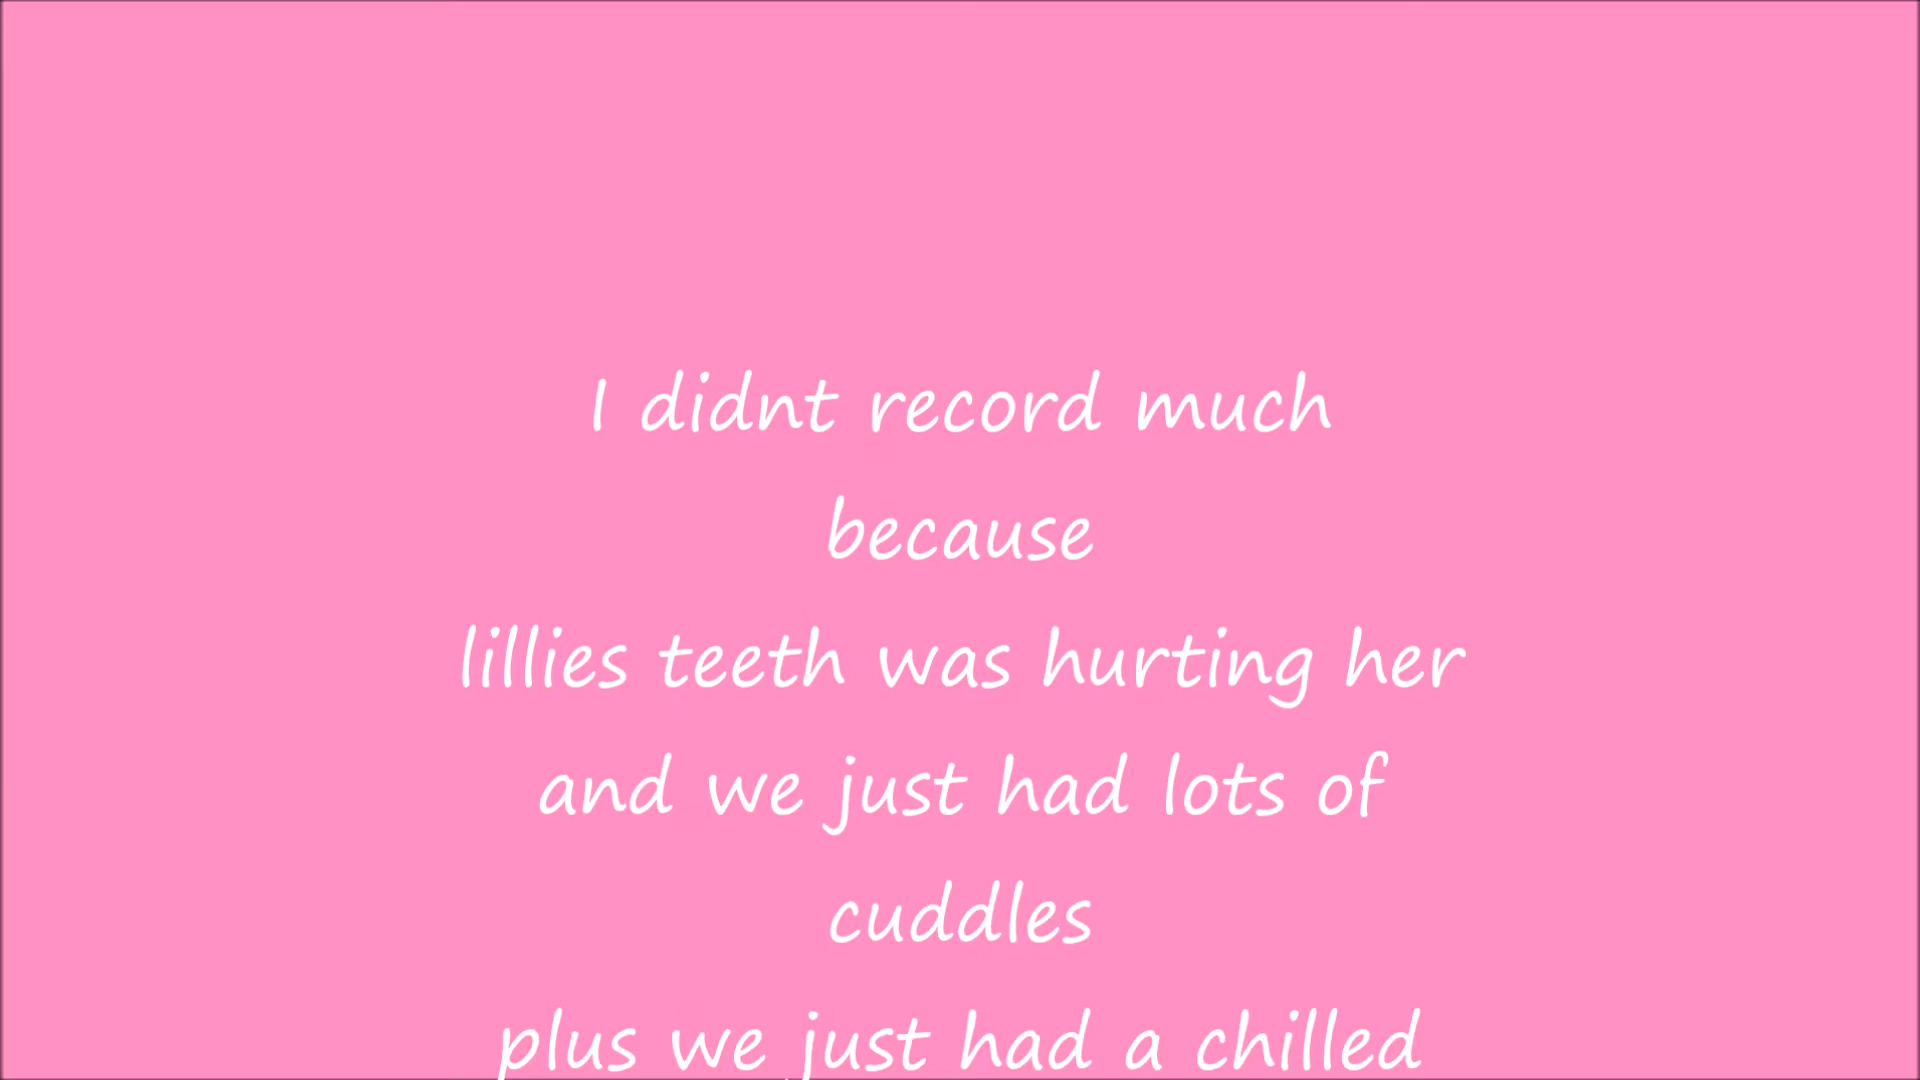 I didnt record much
because
lillies teeth was hurting her
and we just had lots of
cuddles
plus we just had a chilled